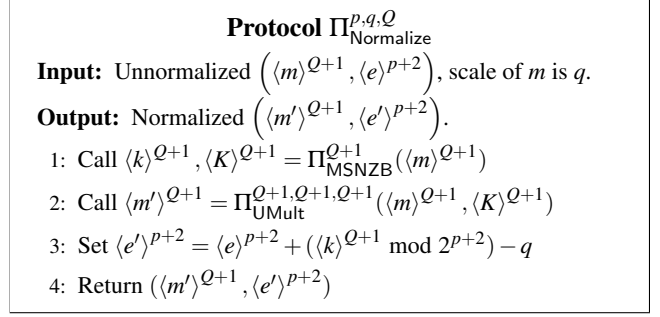 Protocol Π^{p,q,Q}_{Normalize}
Input: Unnormalized (⟨m⟩^{Q+1}, ⟨e⟩^{p+2}), scale of m is q.
Output: Normalized (⟨m′⟩^{Q+1}, ⟨e′⟩^{p+2}).
1: Call ⟨k⟩^{Q+1}, ⟨K⟩^{Q+1} = Π^{Q+1}_{MSNZB}(⟨m⟩^{Q+1})
2: Call ⟨m′⟩^{Q+1} = Π^{Q+1,Q+1,Q+1}_{UMult}(⟨m⟩^{Q+1}, ⟨K⟩^{Q+1})
3: Set ⟨e′⟩^{p+2} = ⟨e⟩^{p+2} + (⟨k⟩^{Q+1} mod 2^{p+2}) − q
4: Return (⟨m′⟩^{Q+1}, ⟨e′⟩^{p+2})